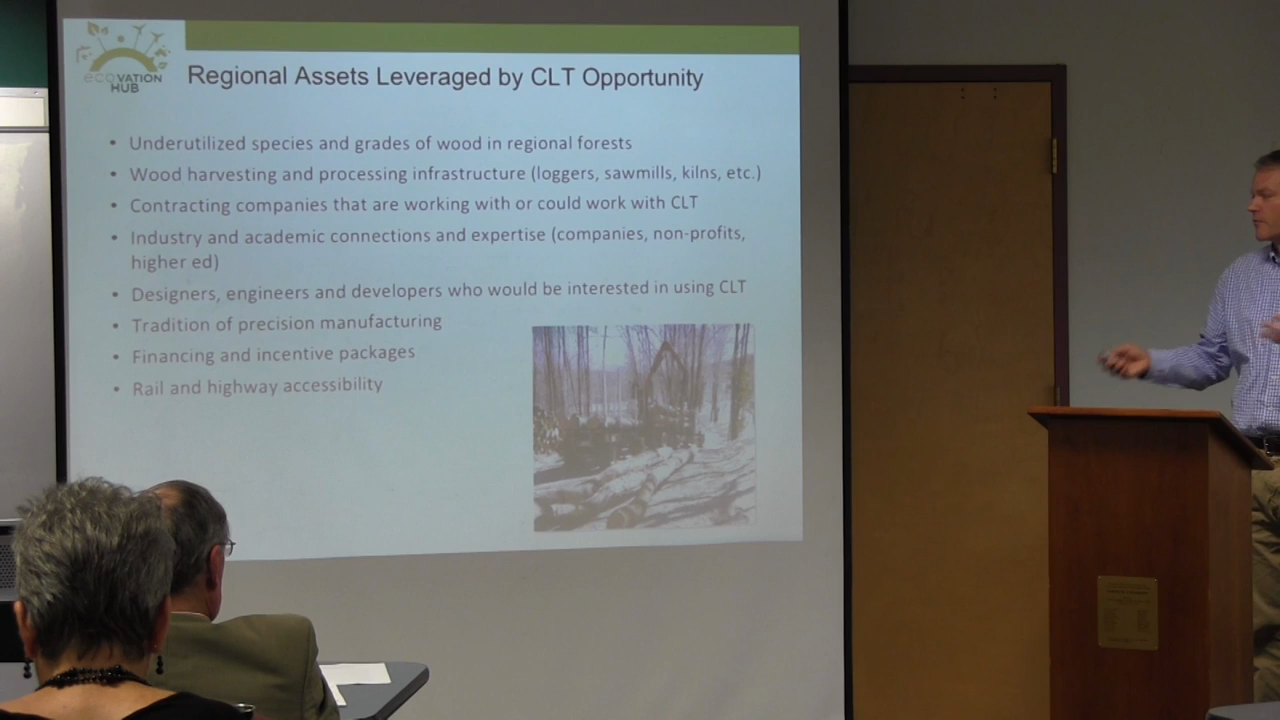 ecoVATION
HUB
Regional Assets Leveraged by CLT Opportunity
• Underutilized species and grades of wood in regional forests
• Wood harvesting and processing infrastructure (loggers, sawmills, kilns, etc.)
• Contracting companies that are working with or could work with CLT
• Industry and academic connections and expertise (companies, non-profits,
higher ed)
• Designers, engineers and developers who would be interested in using CLT
• Tradition of precision manufacturing
• Financing and incentive packages
• Rail and highway accessibility